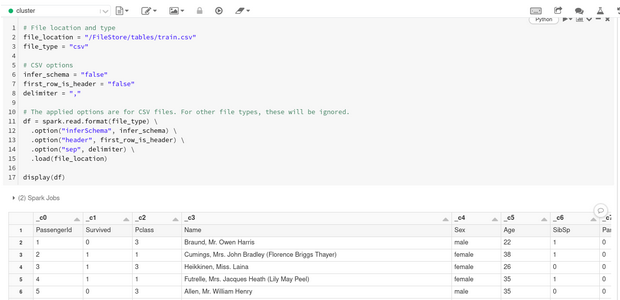 cluster
Python
1 # File location and type
2 file_location = "/FileStore/tables/train.csv"
3 file_type = "csv"
4
5 # CSV options
6 infer_schema = "false"
7 first_row_is_header = "false"
8 delimiter = ","
9
10 # The applied options are for CSV files. For other file types, these will be ignored.
11 df = spark.read.format(file_type) \
12 .option("inferSchema", infer_schema) \
13 .option("header", first_row_is_header) \
14 .option("sep", delimiter) \
15 .load(file_location)
16
17 display(df)
(2) Spark Jobs
_c0 _c1 _c2 _c3 _c4 _c5 _c6 _c7
1 PassengerId Survived Pclass Name Sex Age SibSp Par
2 1 0 3 Braund, Mr. Owen Harris male 22 1 0
3 2 1 1 Cumings, Mrs. John Bradley (Florence Briggs Thayer) female 38 1 0
4 3 1 3 Heikkinen, Miss. Laina female 26 0 0
5 4 1 1 Futrelle, Mrs. Jacques Heath (Lily May Peel) female 35 1 0
6 5 0 3 Allen, Mr. William Henry male 35 0 0